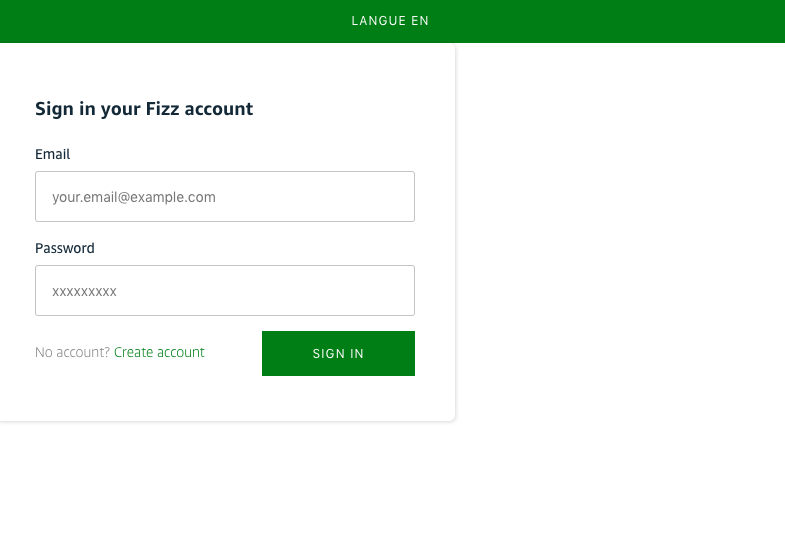 LANGUE EN
Sign in your Fizz account
Email
your.email@example.com
Password
xxxxxxxxx
No account? Create account
SIGN IN